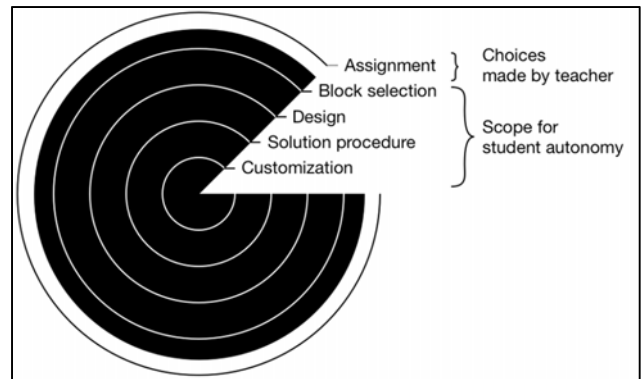 Assignment
Block selection
Design
Solution procedure
Customization
Choices
made by teacher
Scope for
student autonomy